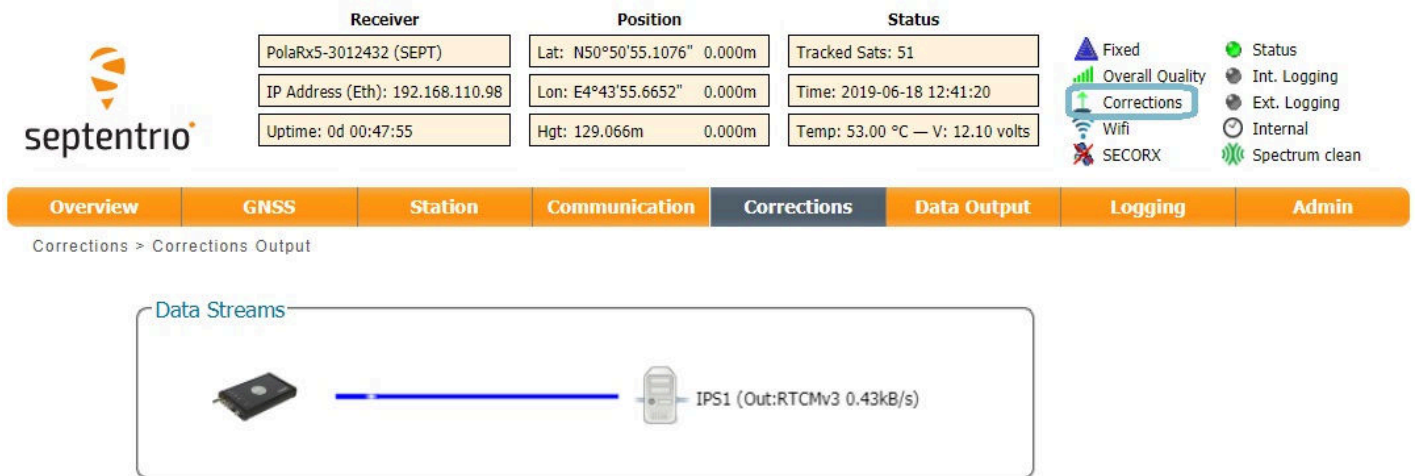 Receiver
PolaRx5-3012432 (SEPT)
IP Address (Eth): 192.168.110.98
Uptime: 0d 00:47:55
Position
Lat: N50°50'55.1076" 0.000m
Lon: E4°43'55.6652" 0.000m
Hgt: 129.066m 0.000m
Status
Tracked Sats: 51
Time: 2019-06-18 12:41:20
Temp: 53.00 °C — V: 12.10 volts
Fixed
Overall Quality
Corrections
Wifi
SECORX
Status
Int. Logging
Ext. Logging
Internal
Spectrum clean
septentrio
Overview GNSS Station Communication Corrections Data Output Logging Admin
Corrections > Corrections Output
Data Streams
IPS1 (Out:RTCMv3 0.43kB/s)